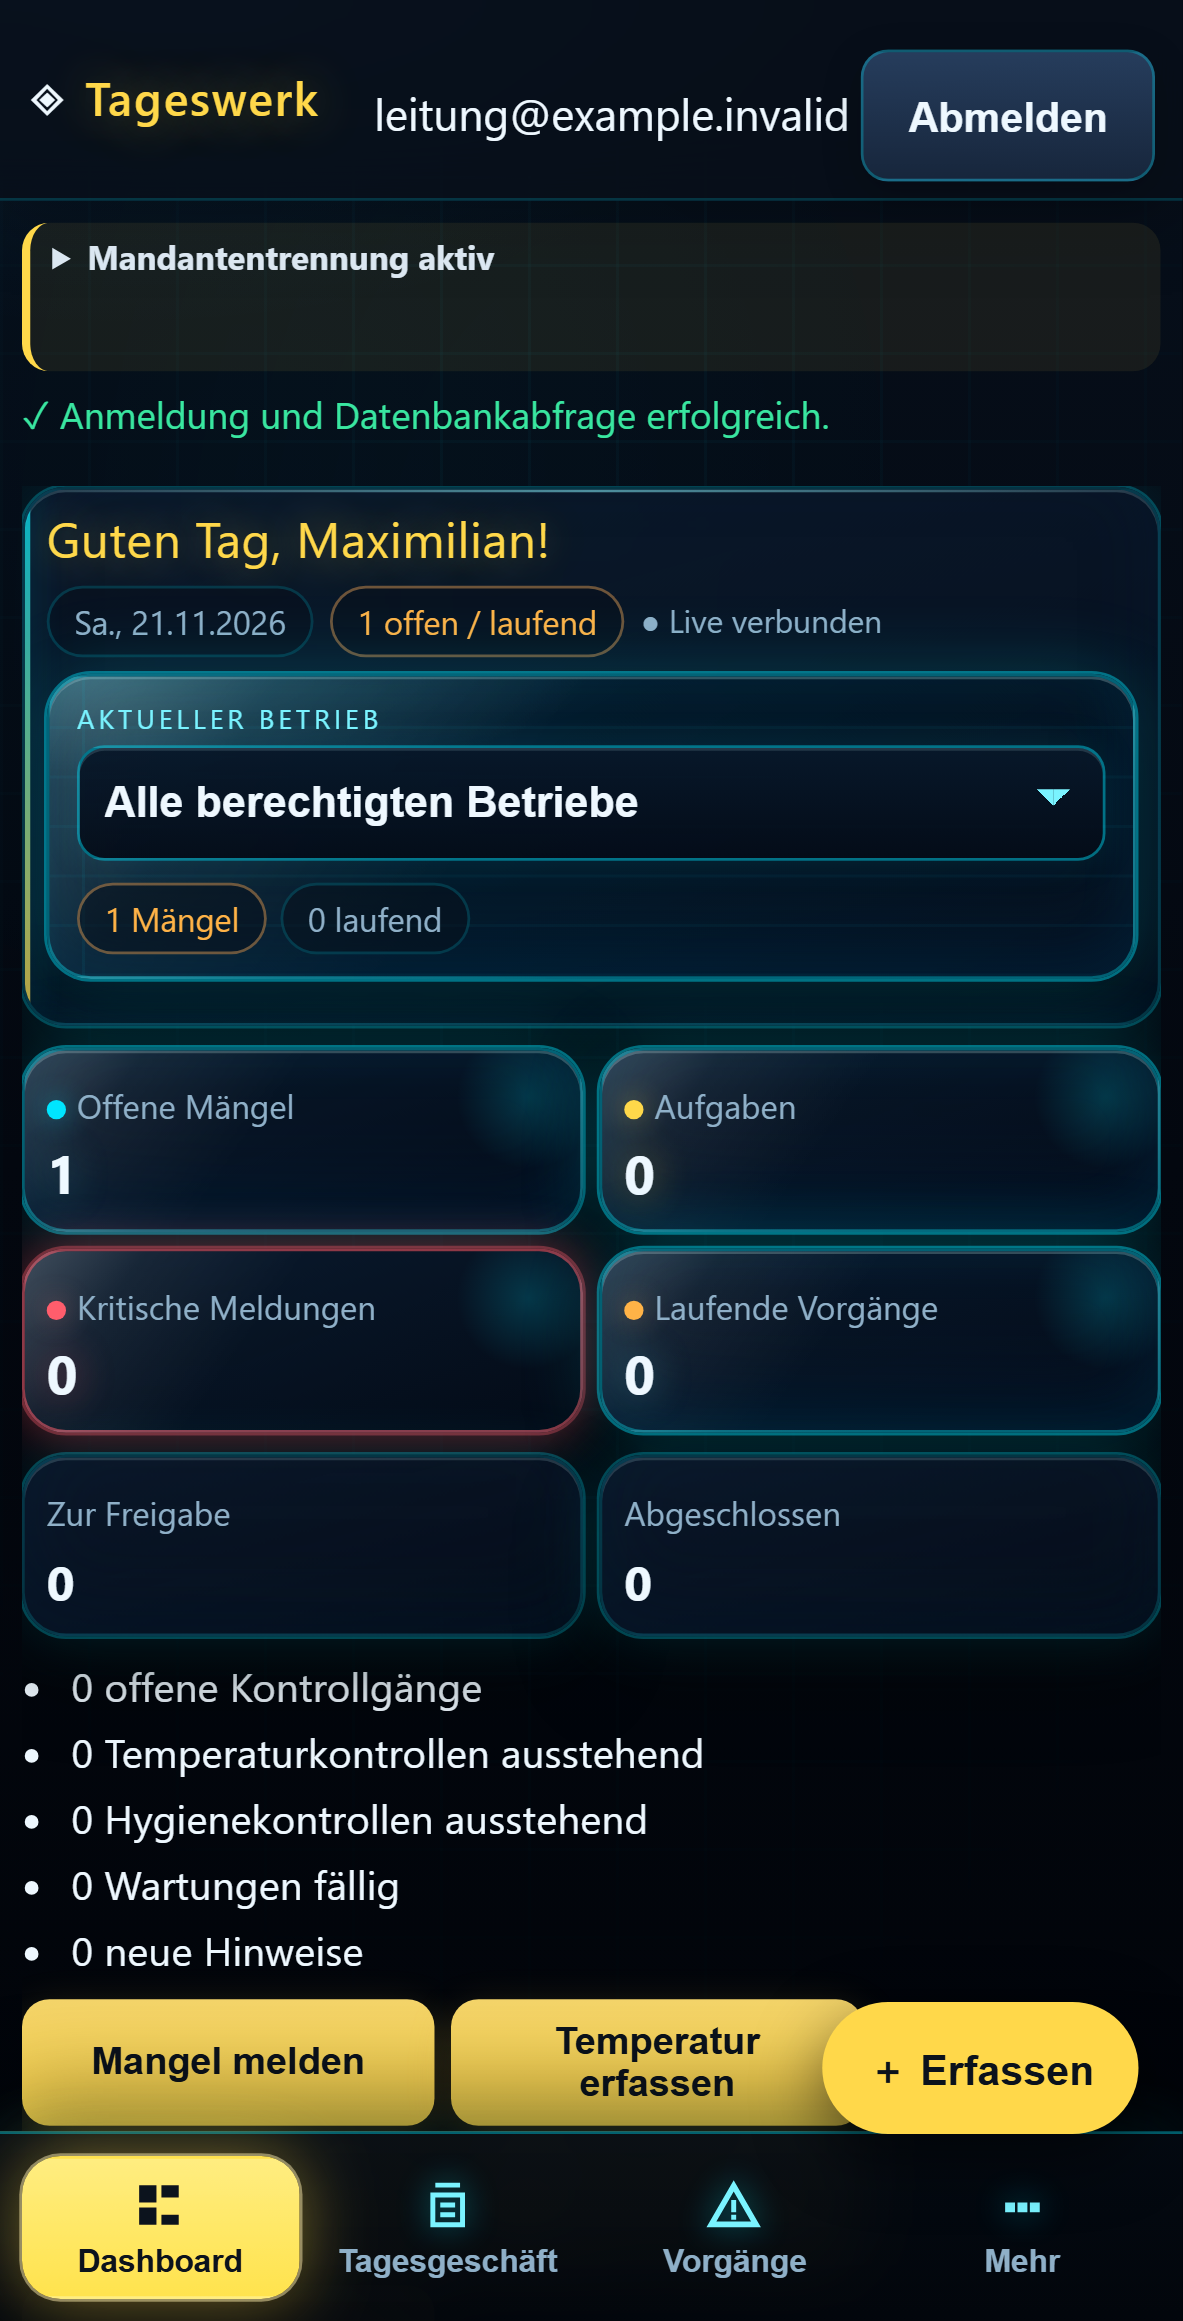 Tageswerk
leitung@example.invalid
Abmelden
Mandantentrennung aktiv
✓ Anmeldung und Datenbankabfrage erfolgreich.
Guten Tag, Maximilian!
Sa., 21.11.2026
1 offen / laufend
● Live verbunden
AKTUELLER BETRIEB
Alle berechtigten Betriebe
1 Mängel
0 laufend
Offene Mängel
1
Aufgaben
0
Kritische Meldungen
0
Laufende Vorgänge
0
Zur Freigabe
0
Abgeschlossen
0
• 0 offene Kontrollgänge
• 0 Temperaturkontrollen ausstehend
• 0 Hygienekontrollen ausstehend
• 0 Wartungen fällig
• 0 neue Hinweise
Mangel melden
Temperatur
erfassen
+ Erfassen
Dashboard
Tagesgeschäft
Vorgänge
Mehr